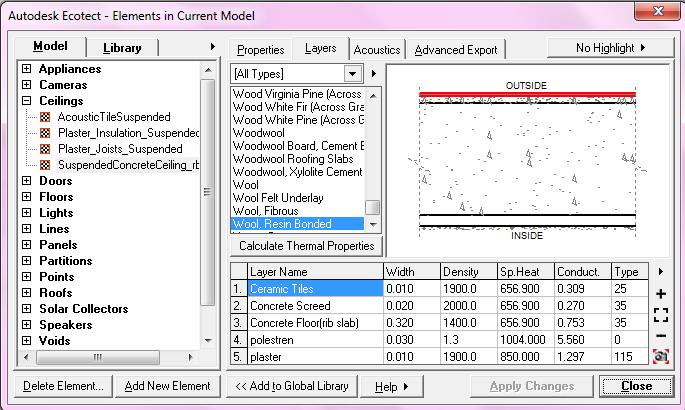 Autodesk Ecotect - Elements in Current Model
Model Library
Appliances
Cameras
Ceilings
AcousticTileSuspended
Plaster_Insulation_Suspended
Plaster_Joists_Suspended
SuspendedConcreteCeiling_rb
Doors
Floors
Lights
Lines
Panels
Partitions
Points
Roofs
Solar Collectors
Speakers
Voids
Delete Element... Add New Element
Properties Layers Acoustics Advanced Export
No Highlight
[All Types]
Wood Virginia Pine (Across
Wood White Fir (Across Gra
Wood White Pine (Across G
Woodwool
Woodwool Board, Cement B
Woodwool Roofing Slabs
Woodwool, Xylolite Cement
Wool
Wool Felt Underlay
Wool, Fibrous
Wool, Resin Bonded
Calculate Thermal Properties
OUTSIDE
INSIDE
Layer Name Width Density Sp.Heat Conduct. Type
1. Ceramic Tiles 0.010 1900.0 656.900 0.309 25
2. Concrete Screed 0.020 2000.0 656.900 0.753 35
3. Concrete Floor(rib slab) 0.320 1400.0 656.900 0.753 35
4. polestren 0.030 1.3 1004.000 5.560 0
5. plaster 0.010 1900.0 850.000 1.297 115
<< Add to Global Library Help Apply Changes Close